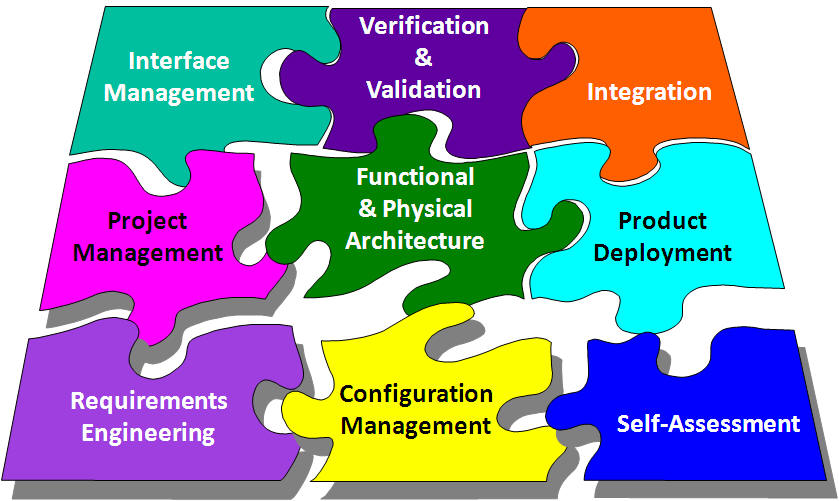 Interface
Management
Verification
&
Validation
Integration
Project
Management
Functional
& Physical
Architecture
Product
Deployment
Requirements
Engineering
Configuration
Management
Self-Assessment